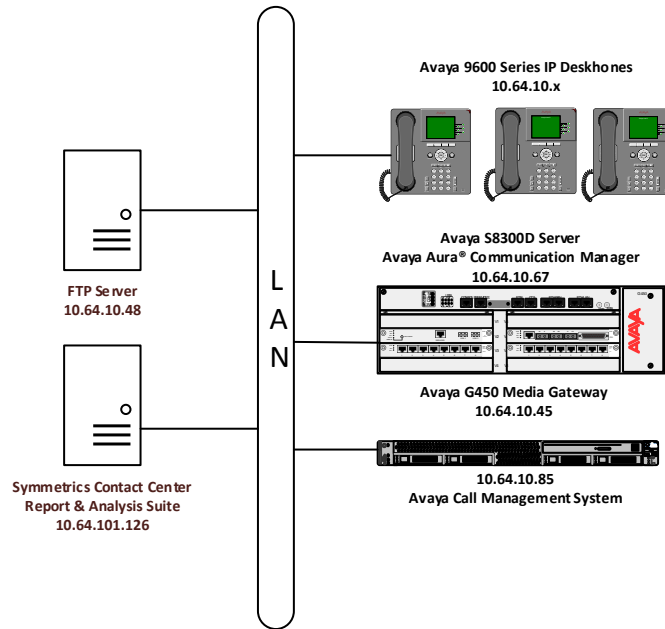 Avaya 9600 Series IP Deskhones
10.64.10.x
FTP Server
10.64.10.48
L
A
N
Avaya S8300D Server
Avaya Aura® Communication Manager
10.64.10.67
AVAYA
Avaya G450 Media Gateway
10.64.10.45
Symmetrics Contact Center
Report & Analysis Suite
10.64.101.126
10.64.10.85
Avaya Call Management System